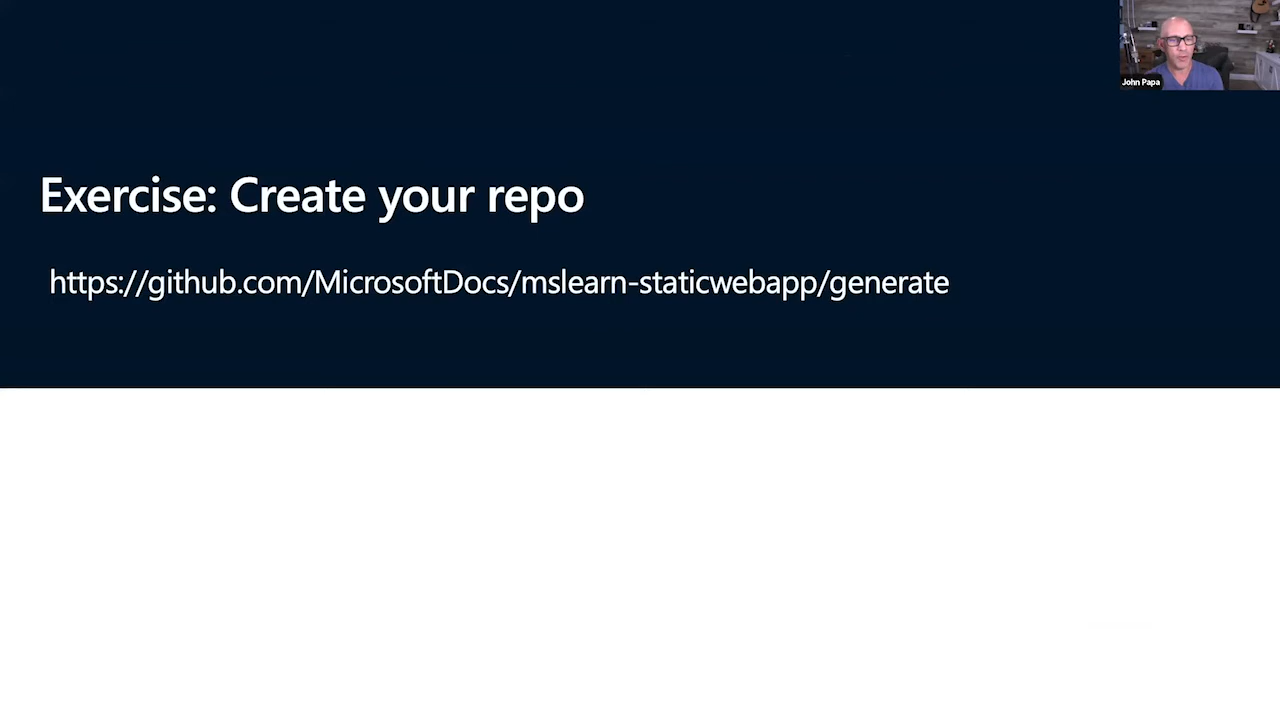 John Papa
Exercise: Create your repo
https://github.com/MicrosoftDocs/mslearn-staticwebapp/generate